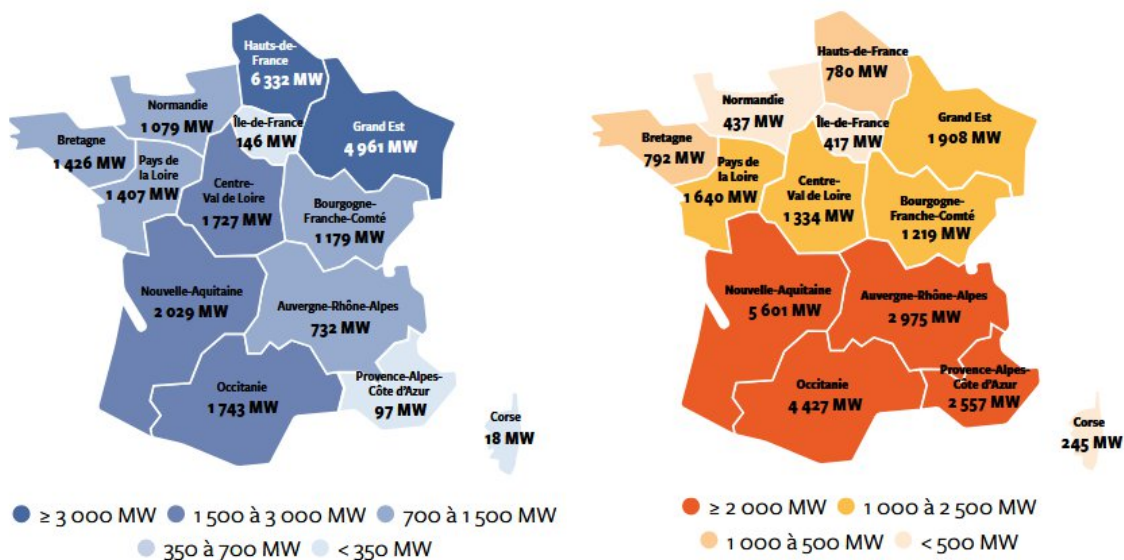 Hauts-de-
France
6 332 MW
Normandie
1 079 MW
Île-de-France
146 MW
Grand Est
4 961 MW
Bretagne
1 426 MW
Pays de
la Loire
1 407 MW
Centre-
Val de Loire
1 727 MW
Bourgogne-
Franche-Comté
1 179 MW
Nouvelle-Aquitaine
2 029 MW
Auvergne-Rhône-Alpes
732 MW
Occitanie
1 743 MW
Provence-Alpes-
Côte d'Azur
97 MW
Corse
18 MW
≥ 3 000 MW
1 500 à 3 000 MW
700 à 1 500 MW
350 à 700 MW
< 350 MW
Hauts-de-France
780 MW
Normandie
437 MW
Île-de-France
417 MW
Grand Est
1 908 MW
Bretagne
792 MW
Pays de
la Loire
1 640 MW
Centre-
Val de Loire
1 334 MW
Bourgogne-
Franche-Comté
1 219 MW
Nouvelle-Aquitaine
5 601 MW
Auvergne-Rhône-Alpes
2 975 MW
Occitanie
4 427 MW
Provence-Alpes-
Côte d'Azur
2 557 MW
Corse
245 MW
≥ 2 000 MW
1 000 à 2 500 MW
1 000 à 500 MW
< 500 MW